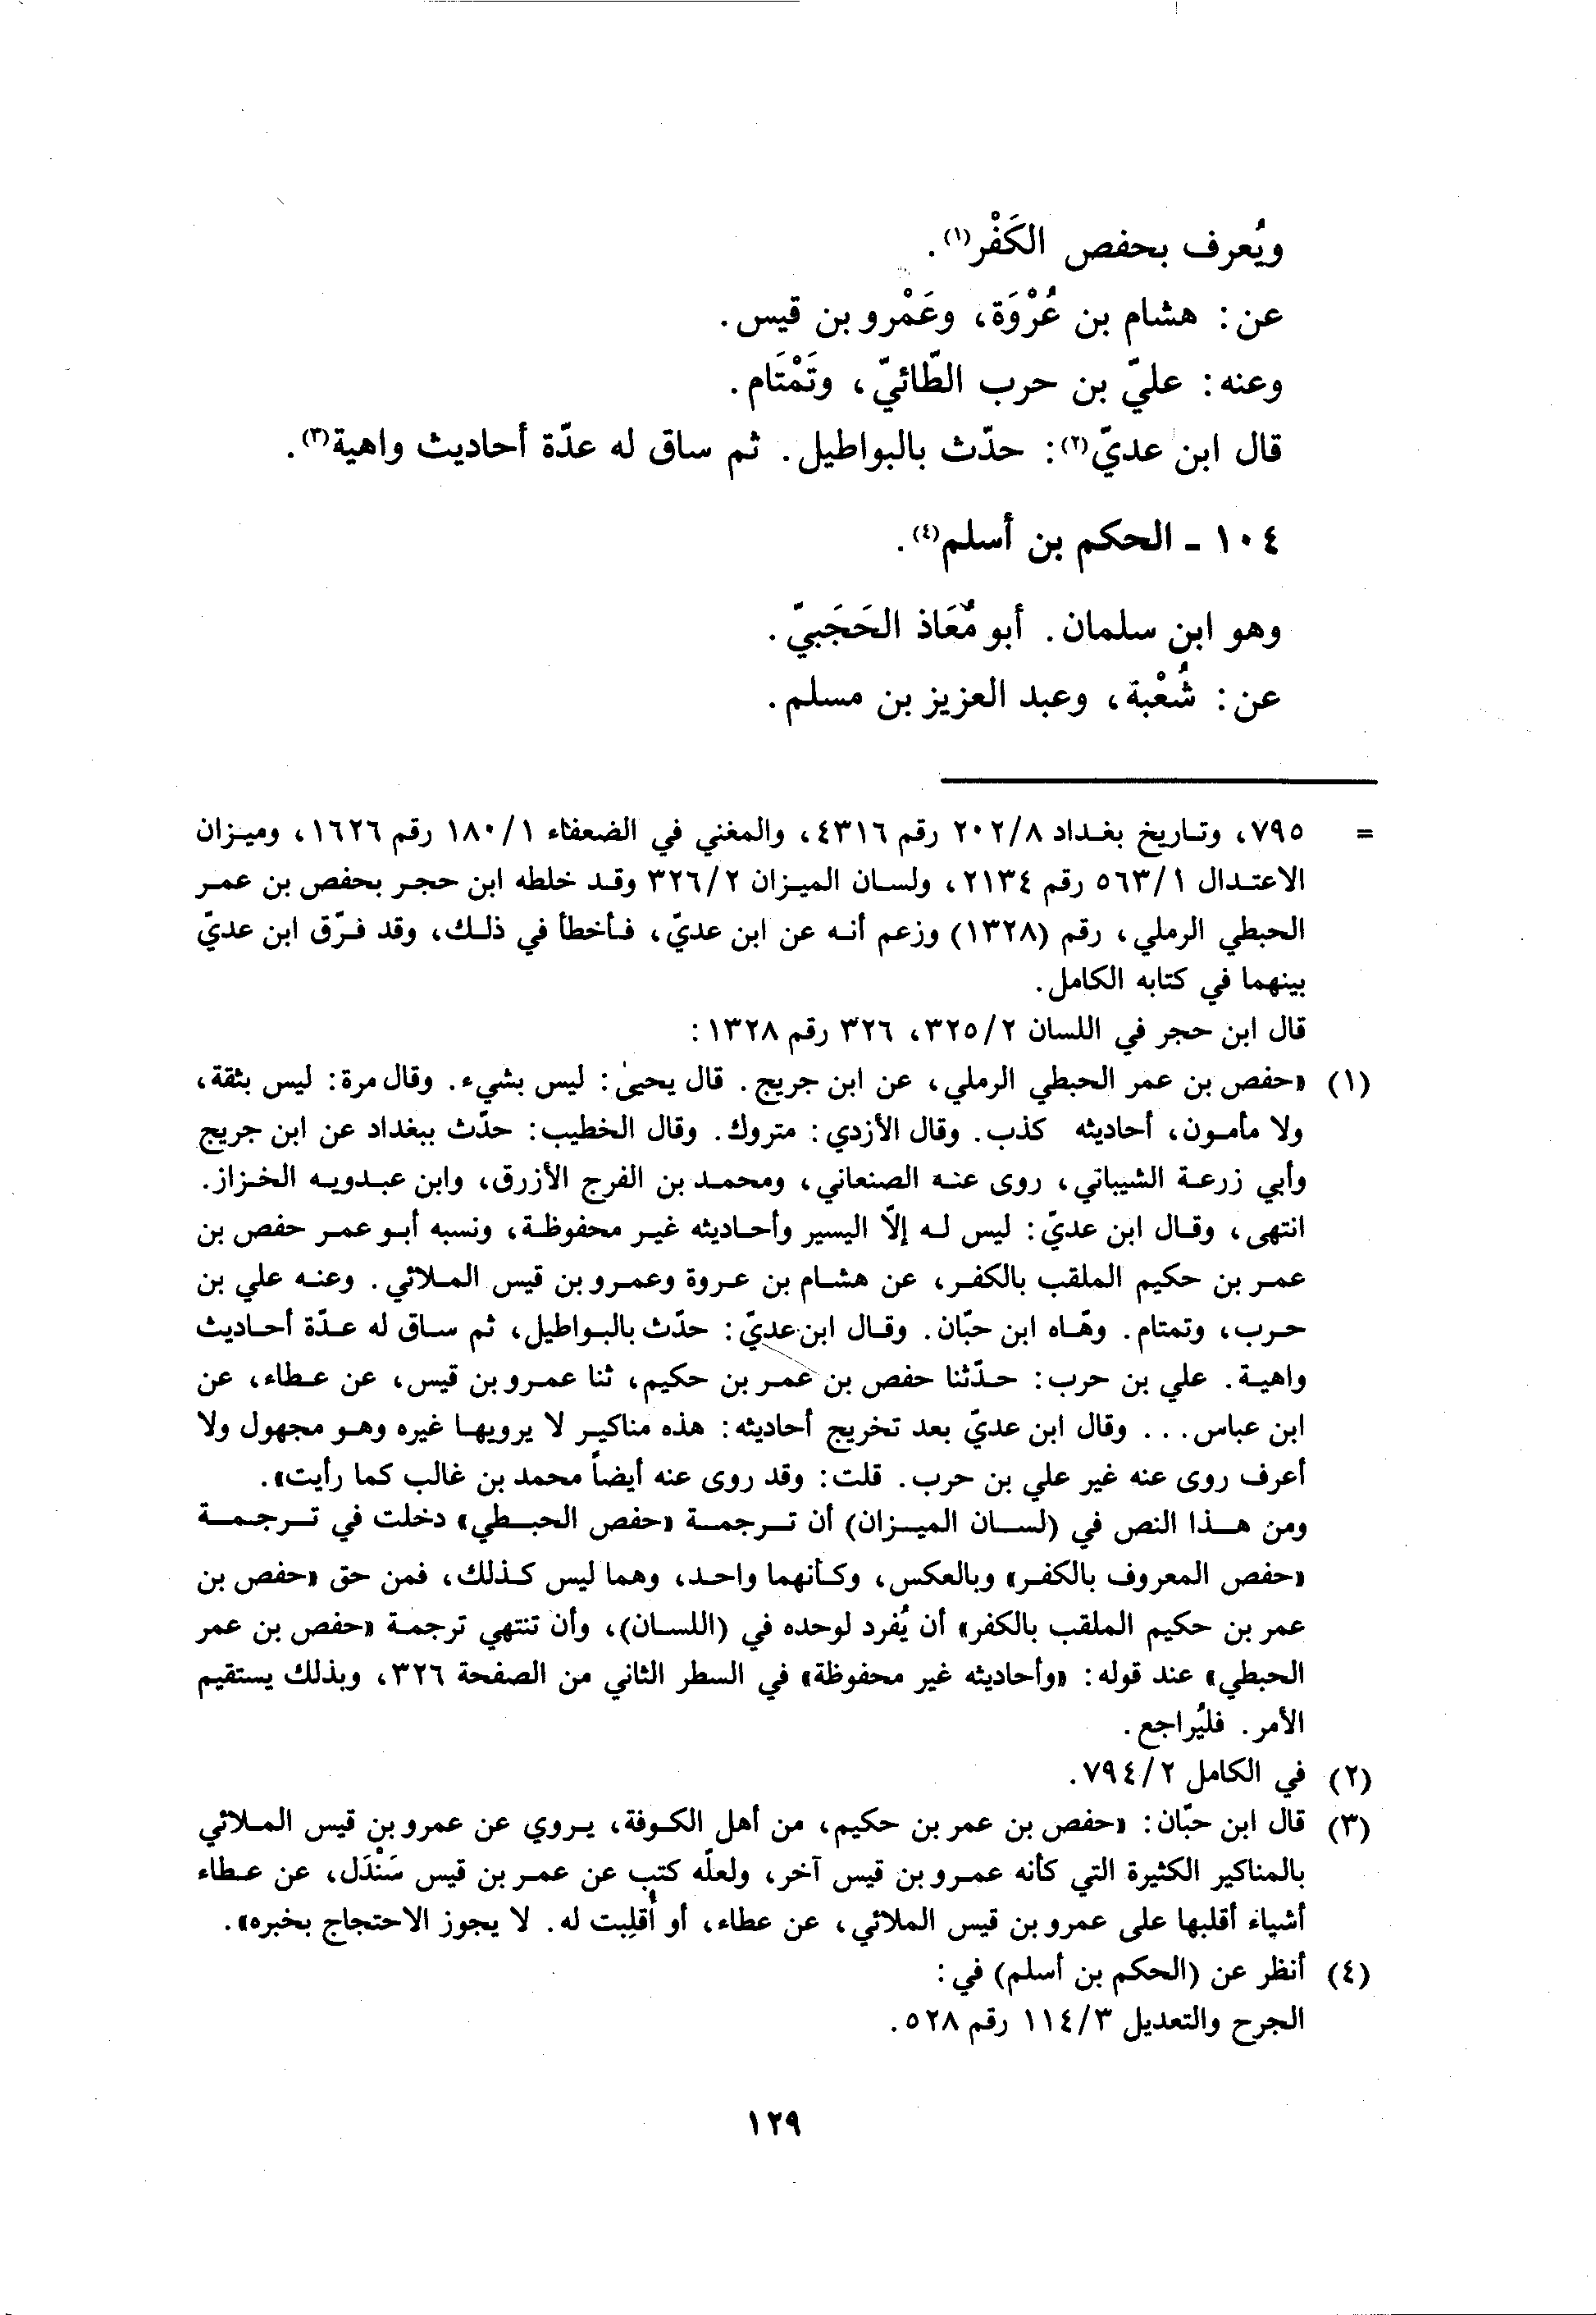 ويُعرف بحفص الكَفْر(١).
عن: هشام بن عُرْوَة، وعَمْرو بن قيس.
وعنه: عليّ بن حرب الطّائيّ، وتَمْتَام.
قال ابن عديّ(٢): حدّث بالبواطيل. ثم ساق له عدّة أحاديث واهية(٣).
١٠٤ ـ الحكم بن أسلم(٤).
وهو ابن سلمان. أبو مُعَاذ الحَجَبيّ.
عن: شُعْبة، وعبد العزيز بن مسلم.
= ٧٩٥، وتاريخ بغداد ٢٠٢/٨ رقم ٤٣١٦، والمغني في الضعفاء ١٨٠/١ رقم ١٦٢٦، وميزان
الاعتدال ٥٦٣/١ رقم ٢١٣٤، ولسان الميزان ٣٢٦/٢ وقد خلطه ابن حجر بحفص بن عمر
الحبطي الرملي، رقم (١٣٢٨) وزعم أنه عن ابن عديّ، فأخطأ في ذلك، وقد فرّق ابن عديّ
بينهما في كتابه الكامل.
قال ابن حجر في اللسان ٣٢٥/٢، ٣٢٦ رقم ١٣٢٨:
(١) «حفص بن عمر الحبطي الرملي، عن ابن جريج. قال يحيىٰ: ليس بشيء. وقال مرة: ليس بثقة،
ولا مأمون، أحاديثه كذب. وقال الأزدي: متروك. وقال الخطيب: حدّث ببغداد عن ابن جريج
وأبي زرعة الشيباني، روى عنه الصنعاني، ومحمد بن الفرج الأزرق، وابن عبدويه الخزاز.
انتهى، وقال ابن عديّ: ليس له إلّا اليسير وأحاديثه غير محفوظة، ونسبه أبو عمر حفص بن
عمر بن حكيم الملقب بالكفر، عن هشام بن عروة وعمرو بن قيس الملائي. وعنه علي بن
حرب، وتمتام. وهّاه ابن حبّان. وقال ابن عديّ: حدّث بالبواطيل، ثم ساق له عدّة أحاديث
واهية. علي بن حرب: حدّثنا حفص بن عمر بن حكيم، ثنا عمرو بن قيس، عن عطاء، عن
ابن عباس... وقال ابن عديّ بعد تخريج أحاديثه: هذه مناكير لا يرويها غيره وهو مجهول ولا
أعرف روى عنه غير علي بن حرب. قلت: وقد روى عنه أيضاً محمد بن غالب كما رأيت».
ومن هذا النص في (لسان الميزان) أن ترجمة «حفص الحبطي» دخلت في ترجمة
«حفص المعروف بالكفر» وبالعكس، وكأنهما واحد، وهما ليس كذلك، فمن حق «حفص بن
عمر بن حكيم الملقب بالكفر» أن يُفرد لوحده في (اللسان)، وأن تنتهي ترجمة «حفص بن عمر
الحبطي» عند قوله: «وأحاديثه غير محفوظة» في السطر الثاني من الصفحة ٣٢٦، وبذلك يستقيم
الأمر. فليُراجع.
(٢) في الكامل ٧٩٤/٢.
(٣) قال ابن حبّان: «حفص بن عمر بن حكيم، من أهل الكوفة، يروي عن عمرو بن قيس الملائي
بالمناكير الكثيرة التي كأنه عمرو بن قيس آخر، ولعلّه كتب عن عمر بن قيس سَنْدَل، عن عطاء
أشياء أقلبها على عمرو بن قيس الملائي، عن عطاء، أو أُقلِبت له. لا يجوز الاحتجاج بخبره».
(٤) أنظر عن (الحكم بن أسلم) في:
الجرح والتعديل ١١٤/٣ رقم ٥٢٨.
١٢٩